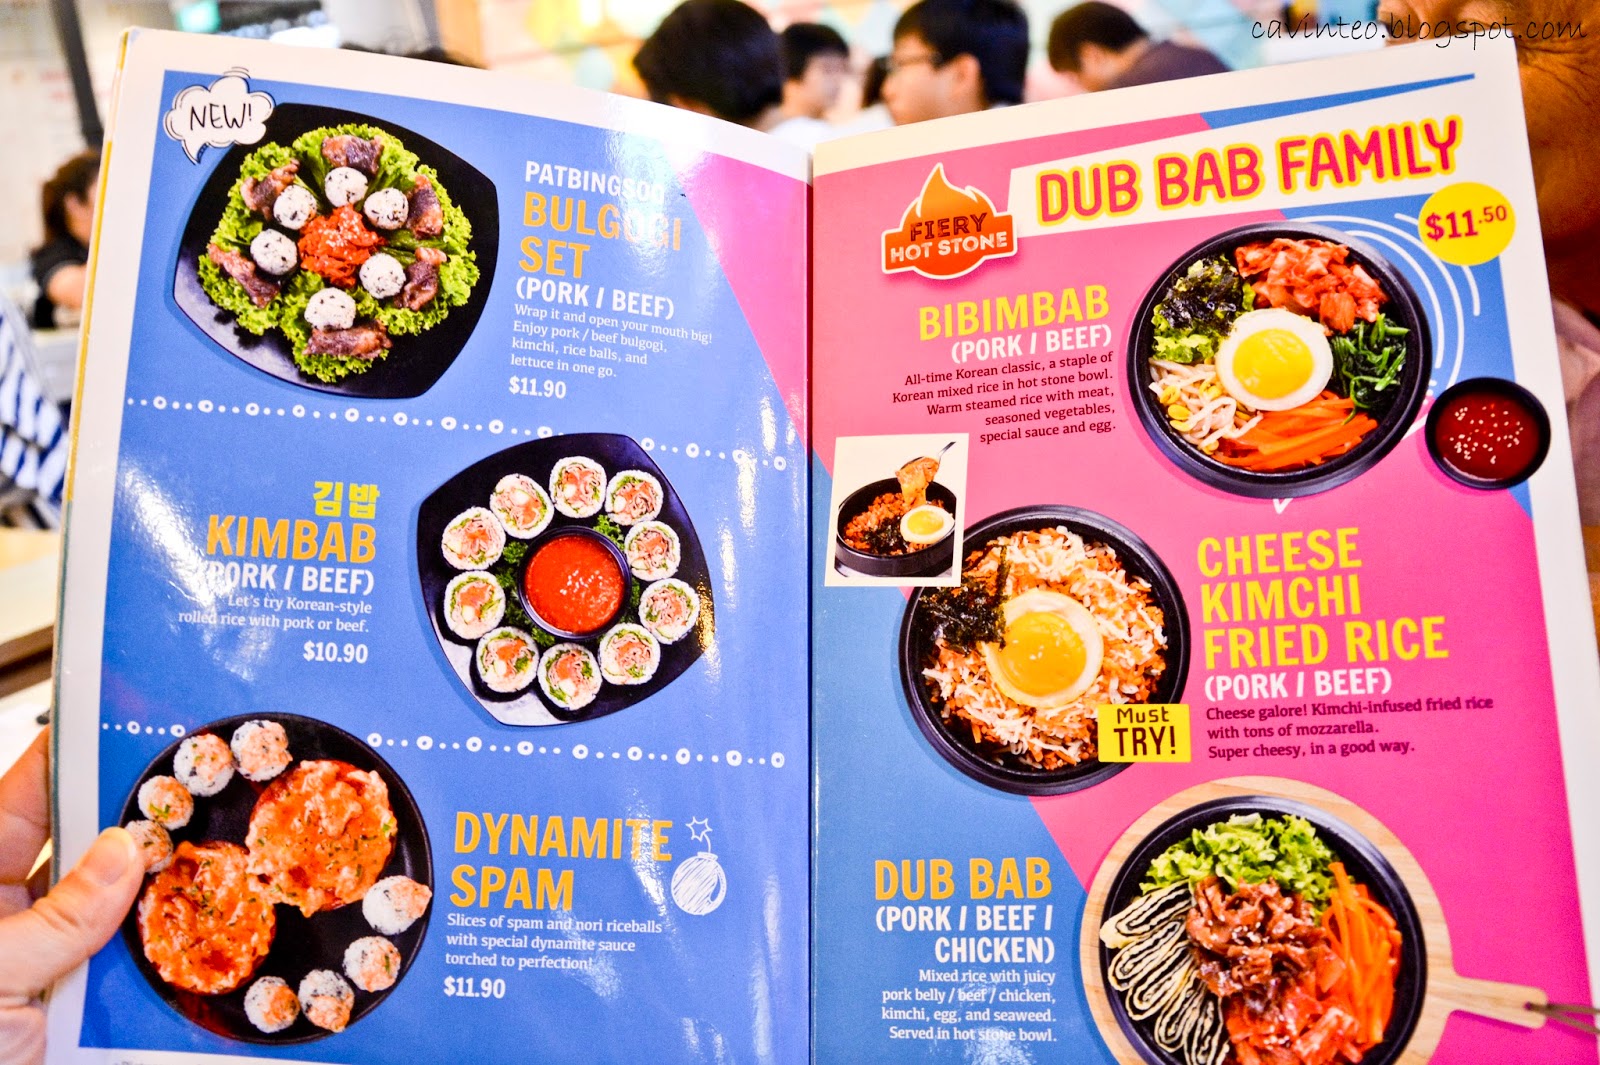 cavinteo.blogspot.com
NEW!
PATBINGSOO
BULGOGI
SET
(PORK / BEEF)
Wrap it and open your mouth big!
Enjoy pork / beef bulgogi,
kimchi, rice balls, and
lettuce in one go.
$11.90
김밥
KIMBAB
(PORK / BEEF)
Let's try Korean-style
rolled rice with pork or beef.
$10.90
DYNAMITE
SPAM
Slices of spam and nori riceballs
with special dynamite sauce
torched to perfection!
$11.90
FIERY
HOT STONE
DUB BAB FAMILY
$11.50
BIBIMBAB
(PORK / BEEF)
All-time Korean classic, a staple of
Korean mixed rice in hot stone bowl.
Warm steamed rice with meat,
seasoned vegetables,
special sauce and egg.
CHEESE
KIMCHI
FRIED RICE
(PORK / BEEF)
Cheese galore! Kimchi-infused fried rice
with tons of mozzarella.
Super cheesy, in a good way.
MUST
TRY!
DUB BAB
(PORK / BEEF /
CHICKEN)
Mixed rice with juicy
pork belly / beef / chicken,
kimchi, egg, and seaweed.
Served in hot stone bowl.